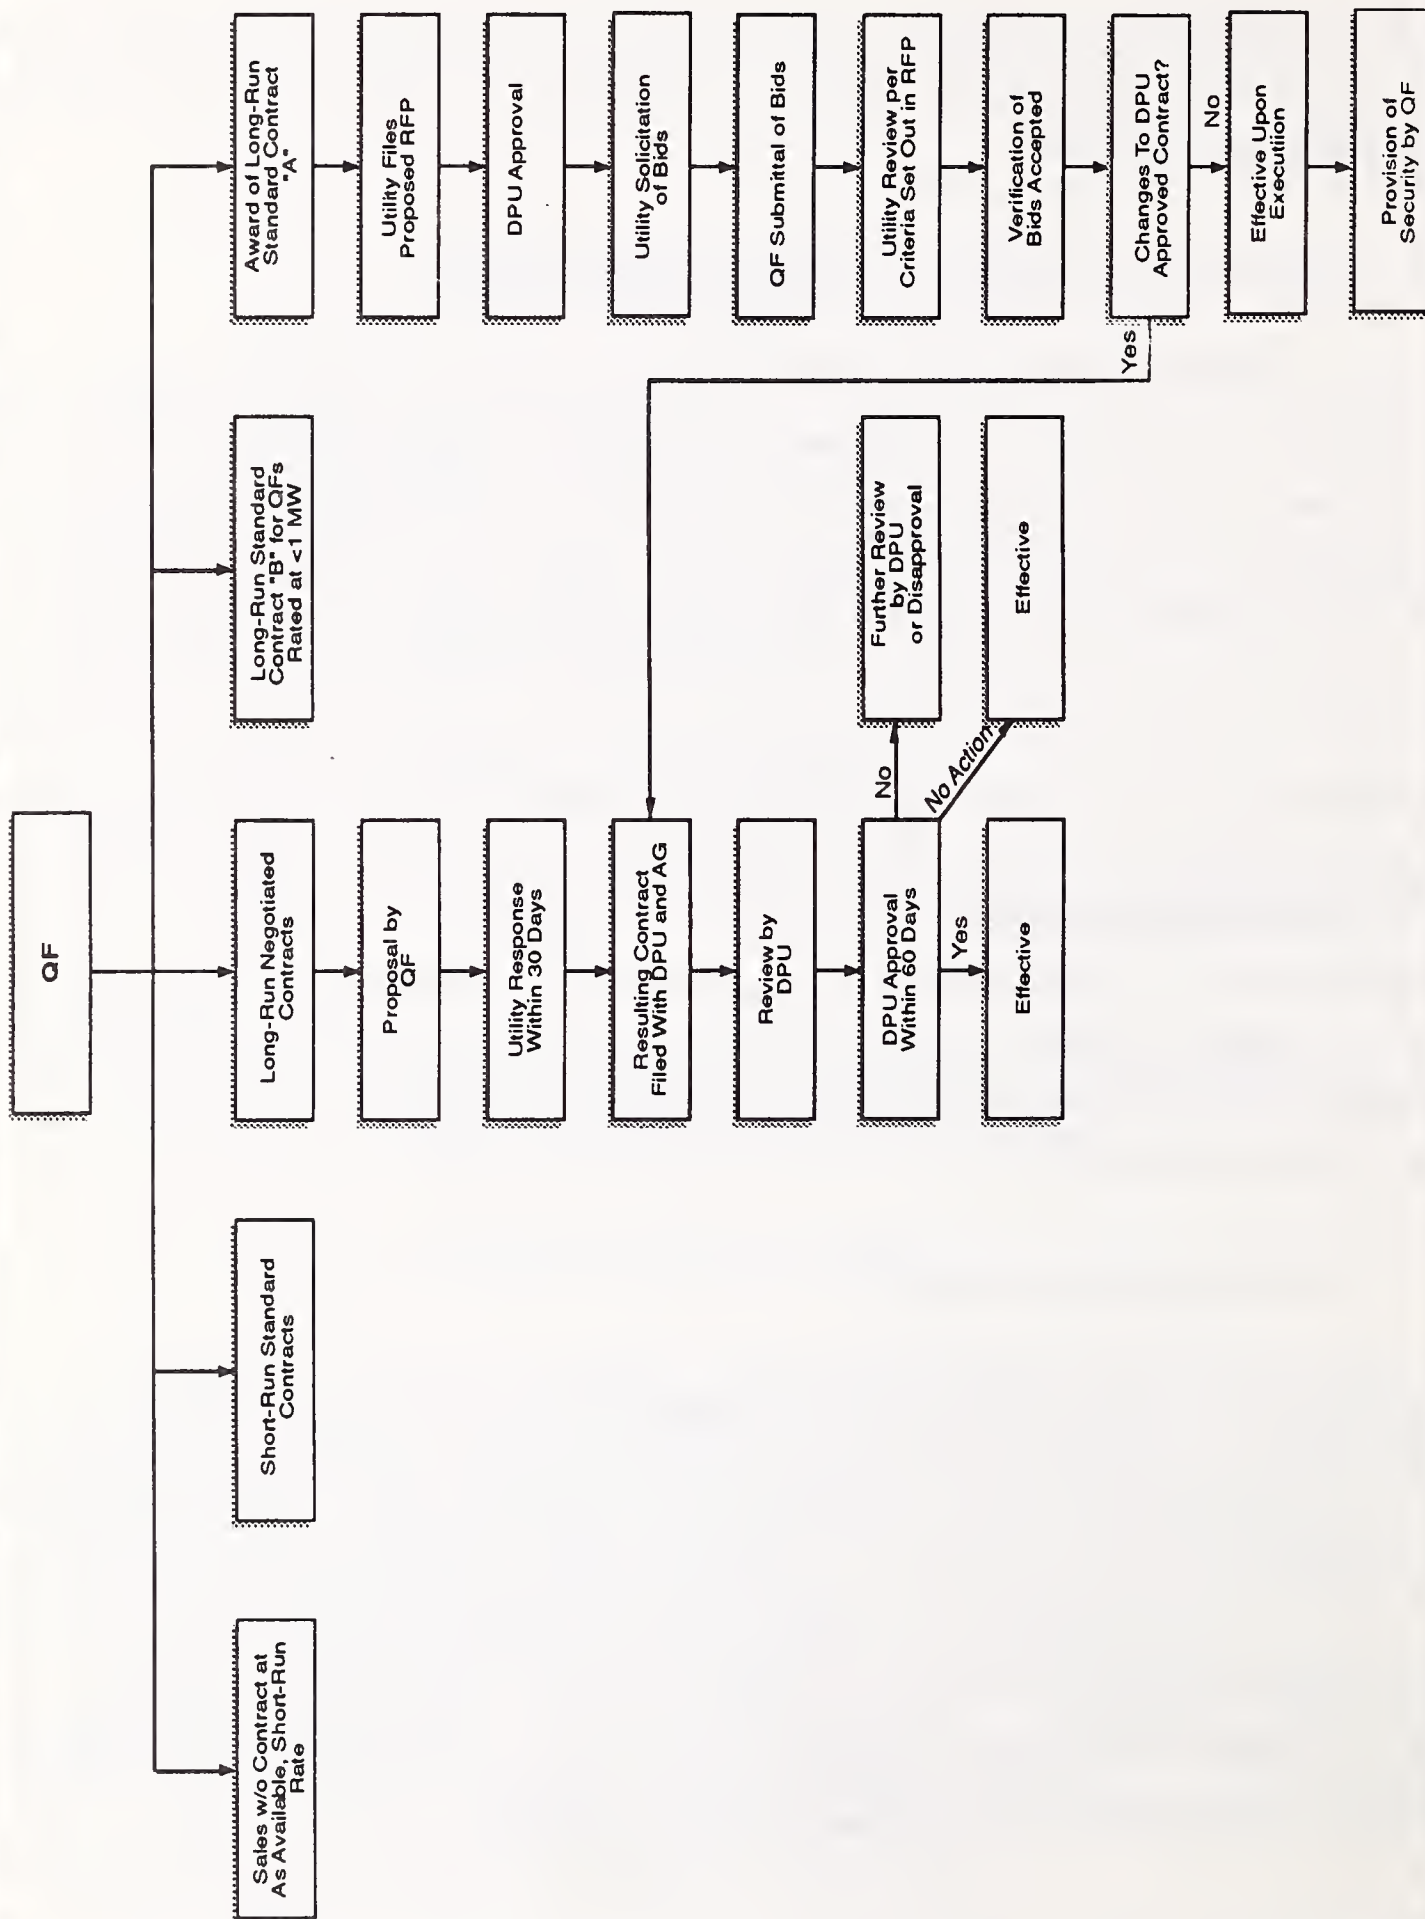 QF
Sales w/o Contract at
As Available, Short-Run
Rate
Short-Run Standard
Contracts
Long-Run Negotiated
Contracts
Proposal by
QF
Utility Response
Within 30 Days
Resulting Contract
Filed With DPU and AG
Review by
DPU
DPU Approval
Within 60 Days
Yes
Effective
No
Further Review
by DPU
or Disapproval
No Action
Effective
Long-Run Standard
Contract "B" for QFs
Rated at <1 MW
Award of Long-Run
Standard Contract
"A"
Utility Files
Proposed RFP
DPU Approval
Utility Solicitation
of Bids
QF Submittal of Bids
Utility Review per
Criteria Set Out in RFP
Verification of
Bids Accepted
Changes To DPU
Approved Contract?
Yes
No
Effective Upon
Executiion
Provision of
Security by QF